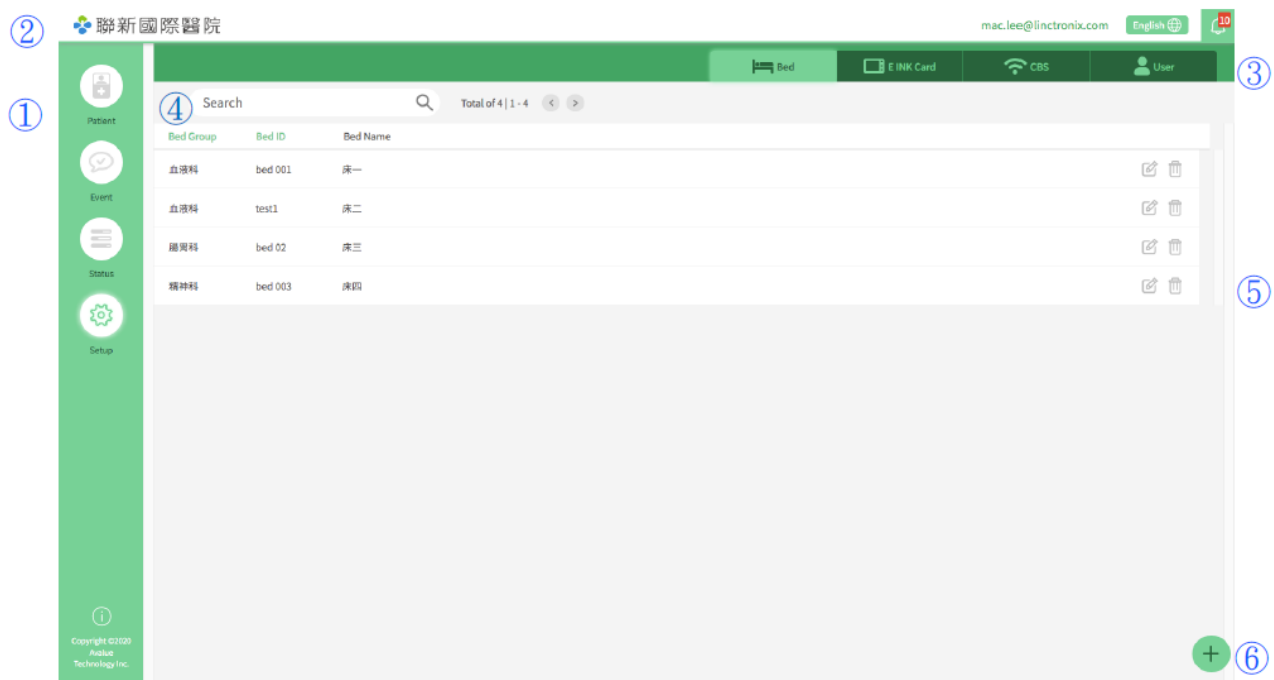 ②
聯新國際醫院
mac.lee@linctronix.com
English
10
①
Patient
Event
Status
Setup
Copyright ©2020
Avalue
Technology Inc.
Bed
E INK Card
CBS
User
③
④
Search
Total of 4 | 1 - 4
< >
Bed Group Bed ID Bed Name
血液科 bed 001 床一
血液科 test1 床二
腸胃科 bed 02 床三
精神科 bed 003 床四
⑤
+
⑥